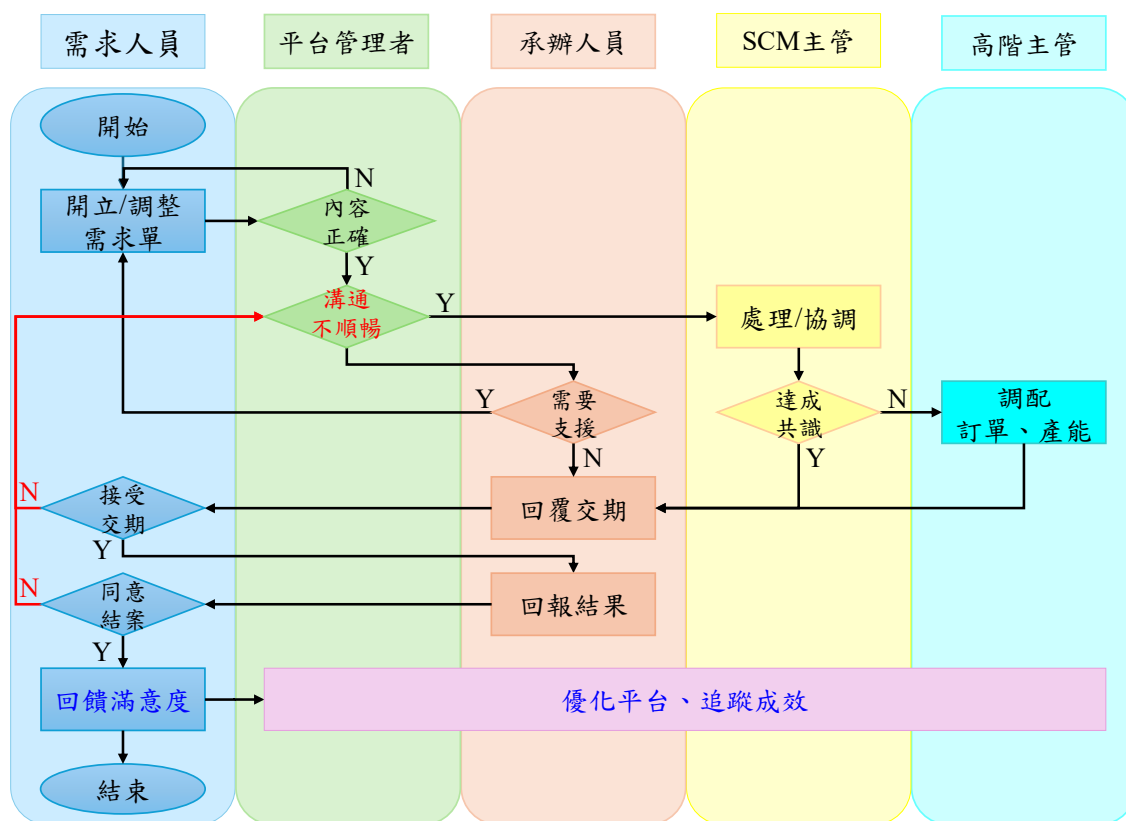 需求人員
平台管理者
承辦人員
SCM主管
高階主管
開始
N
開立/調整
需求單
內容
正確
Y
溝通
不順暢
Y
處理/協調
Y
需要
支援
達成
共識
N
調配
訂單、產能
N
Y
N
接受
交期
回覆交期
Y
N
同意
結案
回報結果
Y
回饋滿意度
優化平台、追蹤成效
結束